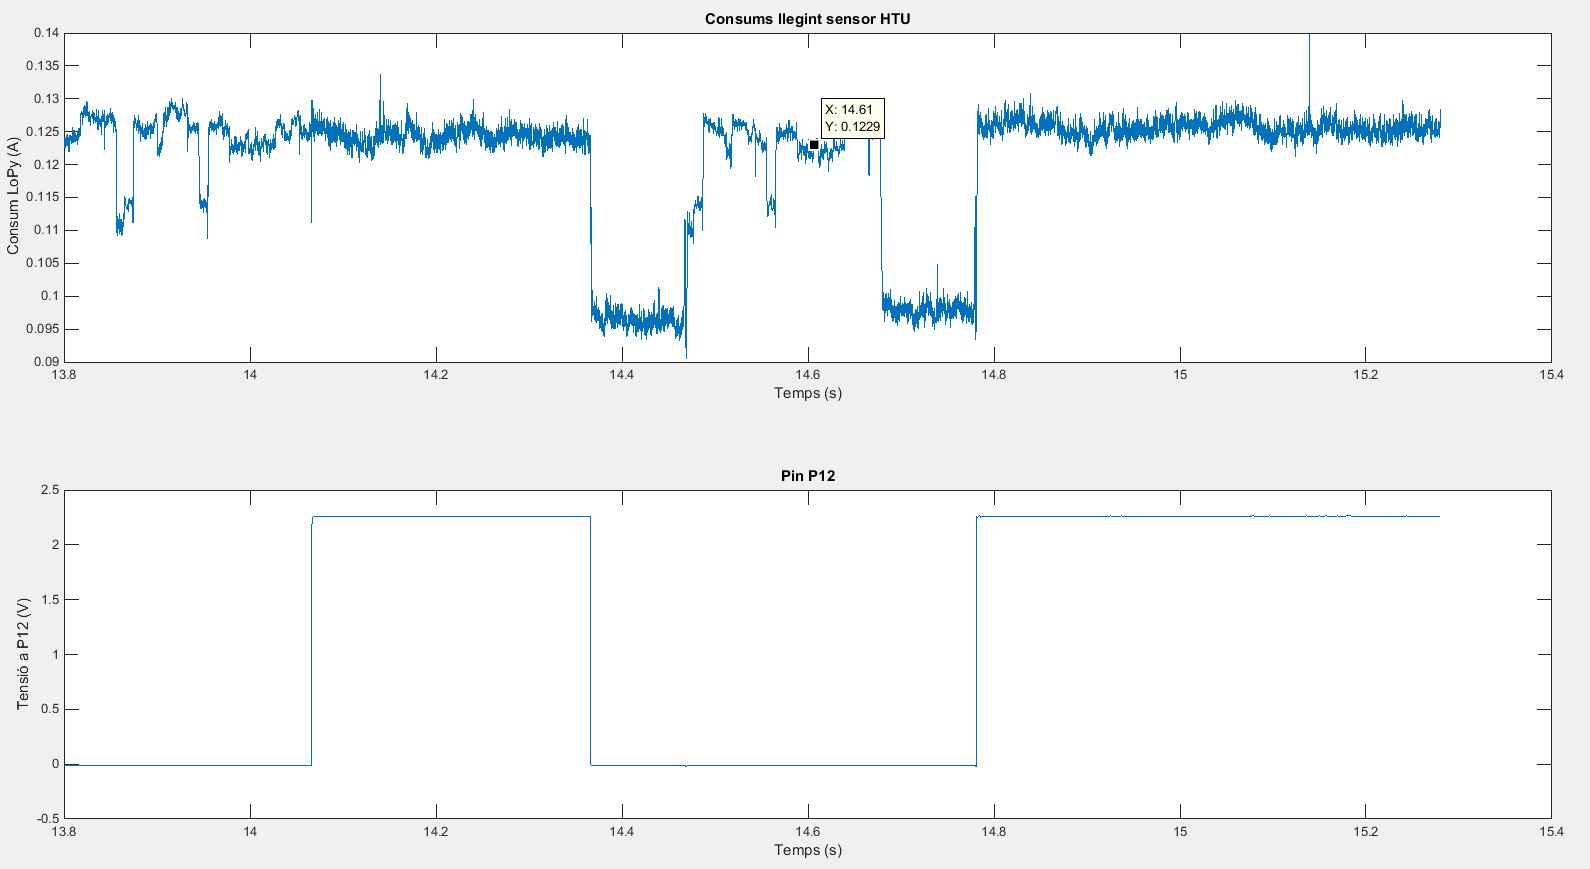 Consums llegint sensor HTU
0.14
0.135
0.13
0.125
0.12
0.115
0.11
0.105
0.1
0.095
0.09
Consum LoPy (A)
X: 14.61
Y: 0.1229
13.8 14 14.2 14.4 14.6 14.8 15 15.2 15.4
Temps (s)
Pin P12
2.5
2
1.5
1
0.5
0
-0.5
Tensió a P12 (V)
13.8 14 14.2 14.4 14.6 14.8 15 15.2 15.4
Temps (s)